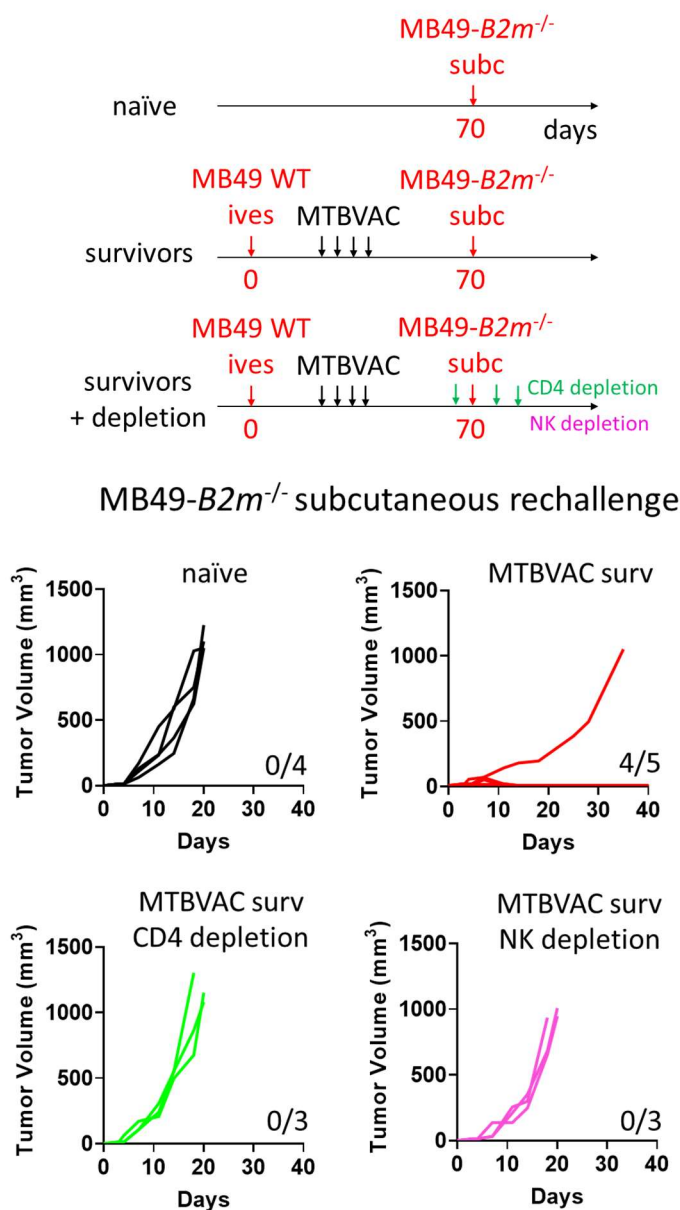 MB49-B2m-/-
subc
naïve
70
days
MB49 WT
MB49-B2m-/-
ives
MTBVAC
subc
survivors
0
70
MB49 WT
MB49-B2m-/-
ives
MTBVAC
subc
survivors
+ depletion
CD4 depletion
0
70
NK depletion
MB49-B2m-/- subcutaneous rechallenge
naïve
Tumor Volume (mm3)
1500
1000
500
0
0/4
0 10 20 30 40
Days
MTBVAC surv
Tumor Volume (mm3)
1500
1000
500
0
4/5
0 10 20 30 40
Days
MTBVAC surv
CD4 depletion
Tumor Volume (mm3)
1500
1000
500
0
0/3
0 10 20 30 40
Days
MTBVAC surv
NK depletion
Tumor Volume (mm3)
1500
1000
500
0
0/3
0 10 20 30 40
Days